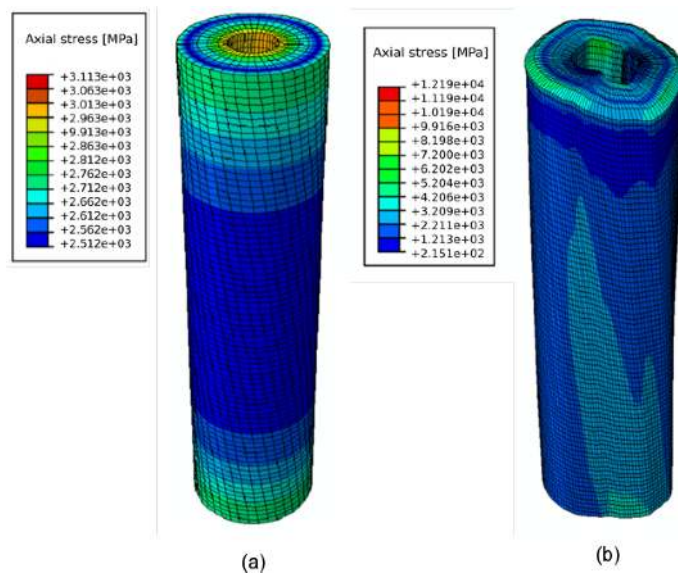 Axial stress [MPa]
+3.113e+03
+3.063e+03
+3.013e+03
+2.963e+03
+9.913e+03
+2.863e+03
+2.812e+03
+2.762e+03
+2.712e+03
+2.662e+03
+2.612e+03
+2.562e+03
+2.512e+03
Axial stress [MPa]
+1.219e+04
+1.119e+04
+1.019e+04
+9.916e+03
+8.198e+03
+7.200e+03
+6.202e+03
+5.204e+03
+4.206e+03
+3.209e+03
+2.211e+03
+1.213e+03
+2.151e+02
(a)
(b)